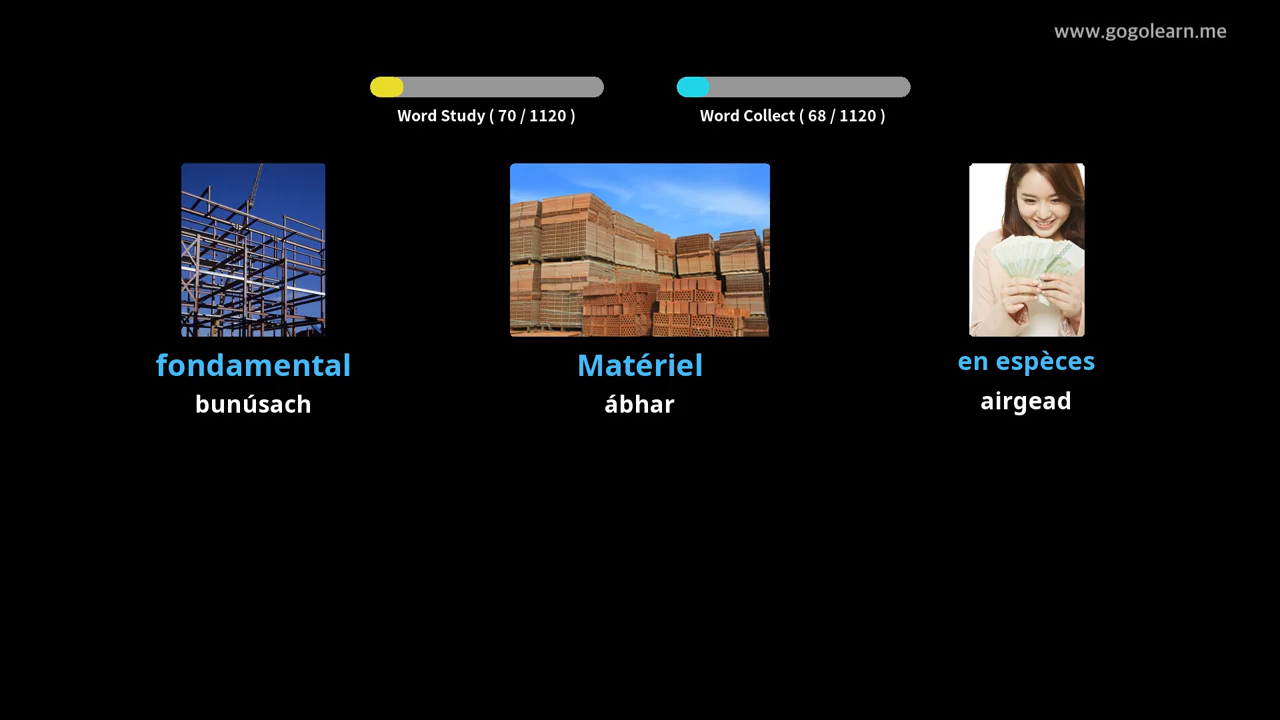 www.gogolearn.me
Word Study ( 70 / 1120 )
Word Collect ( 68 / 1120 )
fondamental
bunúsach
Matériel
ábhar
en espèces
airgead